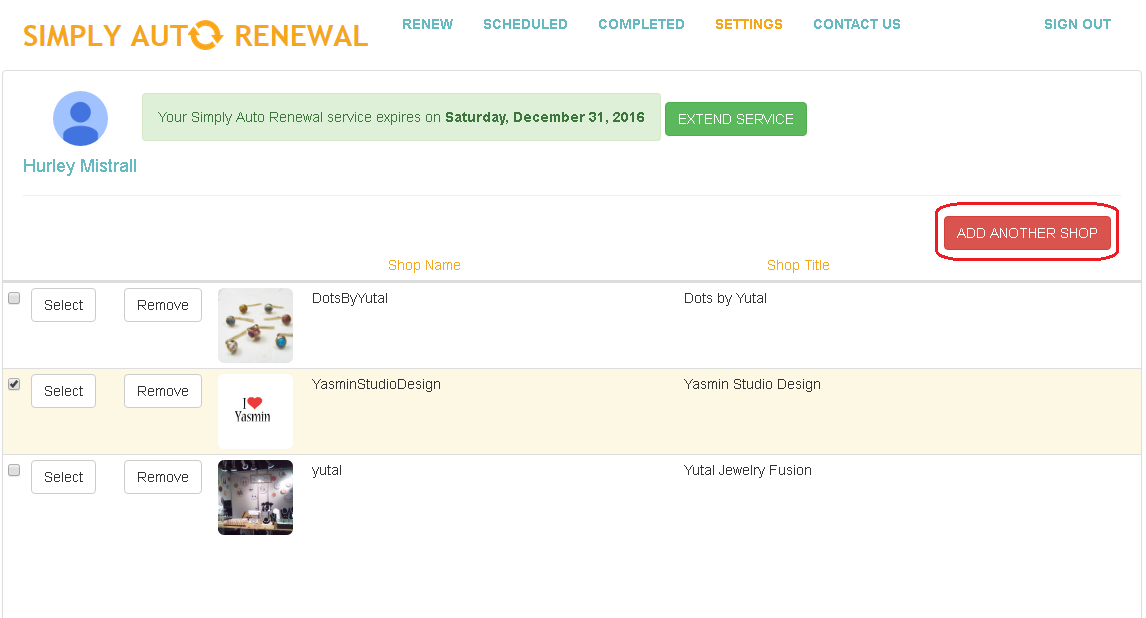 SIMPLY AUTO RENEWAL
RENEW SCHEDULED COMPLETED SETTINGS CONTACT US SIGN OUT
Your Simply Auto Renewal service expires on Saturday, December 31, 2016 EXTEND SERVICE
Hurley Mistrall
ADD ANOTHER SHOP
Shop Name Shop Title
Select Remove DotsByYutal Dots by Yutal
Select Remove YasminStudioDesign Yasmin Studio Design
I
Yasmin
Select Remove yutal Yutal Jewelry Fusion